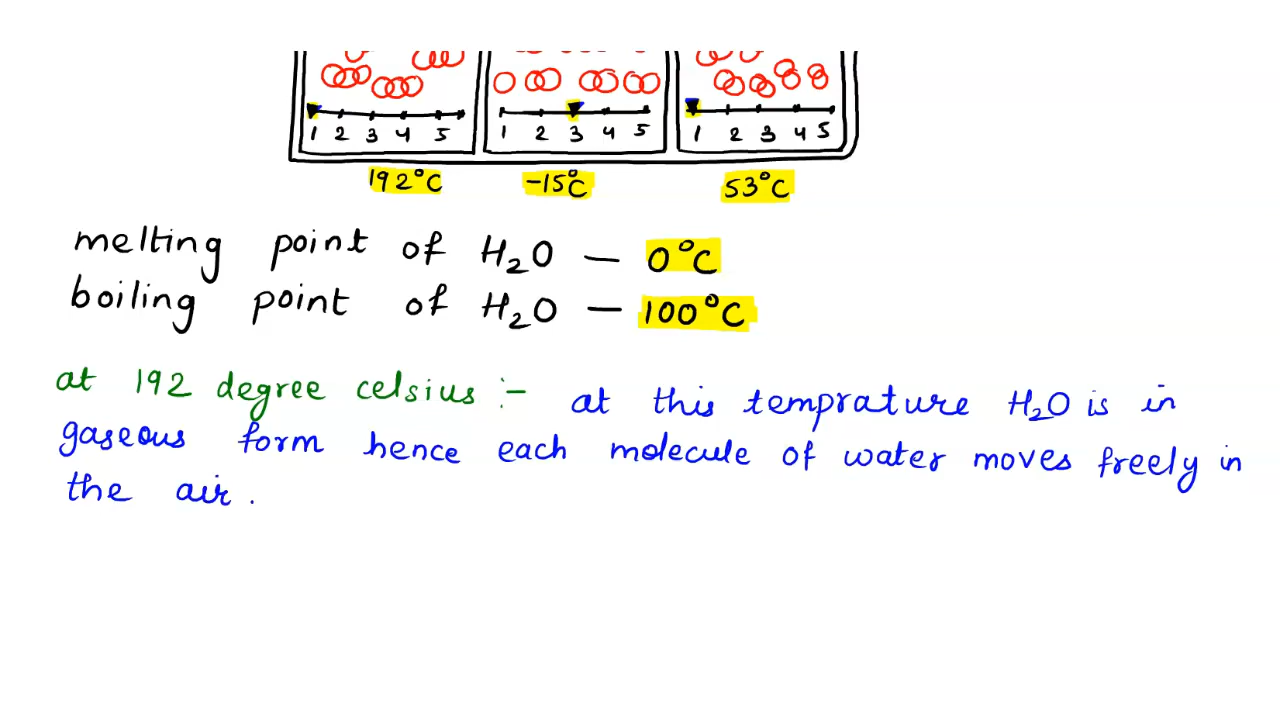 1 2 3 4 5 1 2 3 4 5 1 2 3 4 5
192°C -15°C 53°C
melting point of H₂O — 0°C
boiling point of H₂O — 100°C
at 192 degree celsius :- at this temprature H₂O is in
gaseous form hence each molecule of water moves freely in
the air.